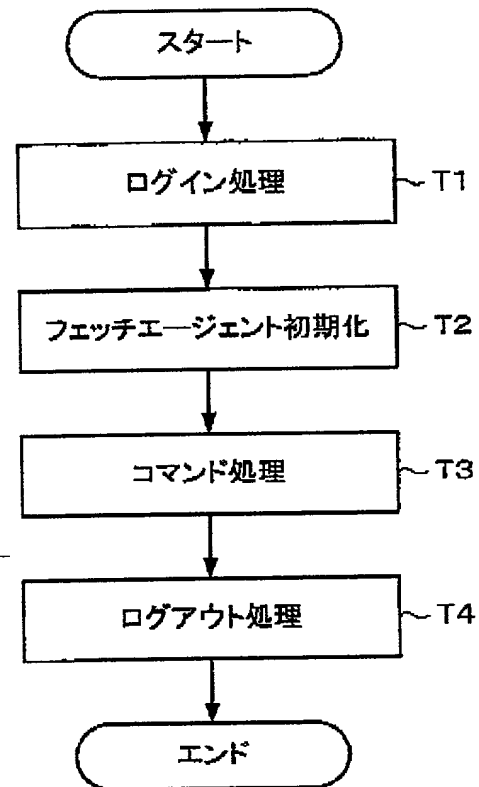 スタート
ログイン処理 T1
フェッチエージェント初期化 T2
コマンド処理 T3
ログアウト処理 T4
エンド